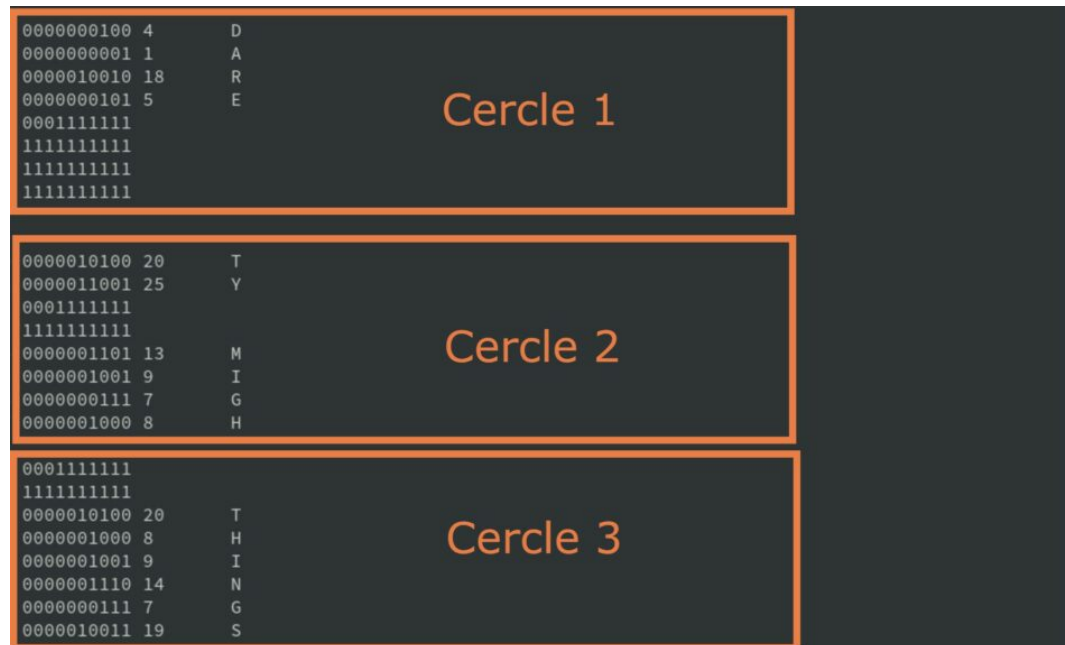 0000000100 4 D
0000000001 1 A
0000010010 18 R
0000000101 5 E
Cercle 1
0001111111
1111111111
1111111111
1111111111
0000010100 20 T
0000011001 25 Y
0001111111
1111111111
Cercle 2
0000001101 13 M
0000001001 9 I
0000000111 7 G
0000001000 8 H
0001111111
1111111111
0000010100 20 T
0000001000 8 H
Cercle 3
0000001001 9 I
0000001110 14 N
0000000111 7 G
0000010011 19 S